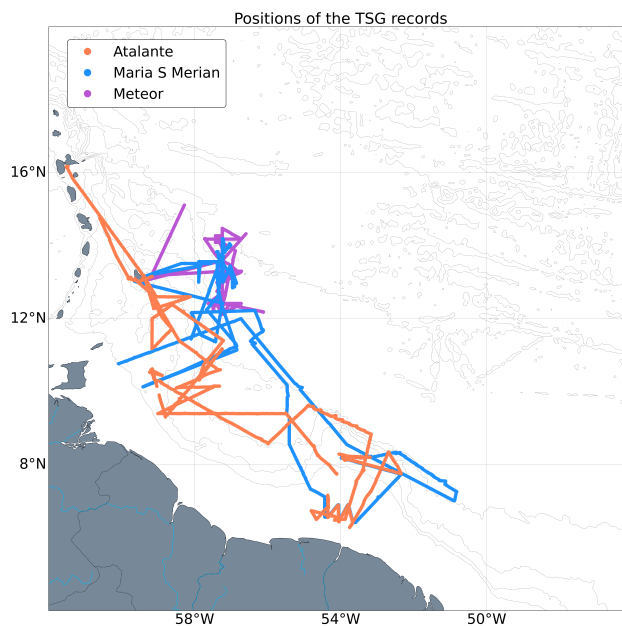 Positions of the TSG records
Atalante
Maria S Merian
Meteor
16°N
12°N
8°N
58°W
54°W
50°W